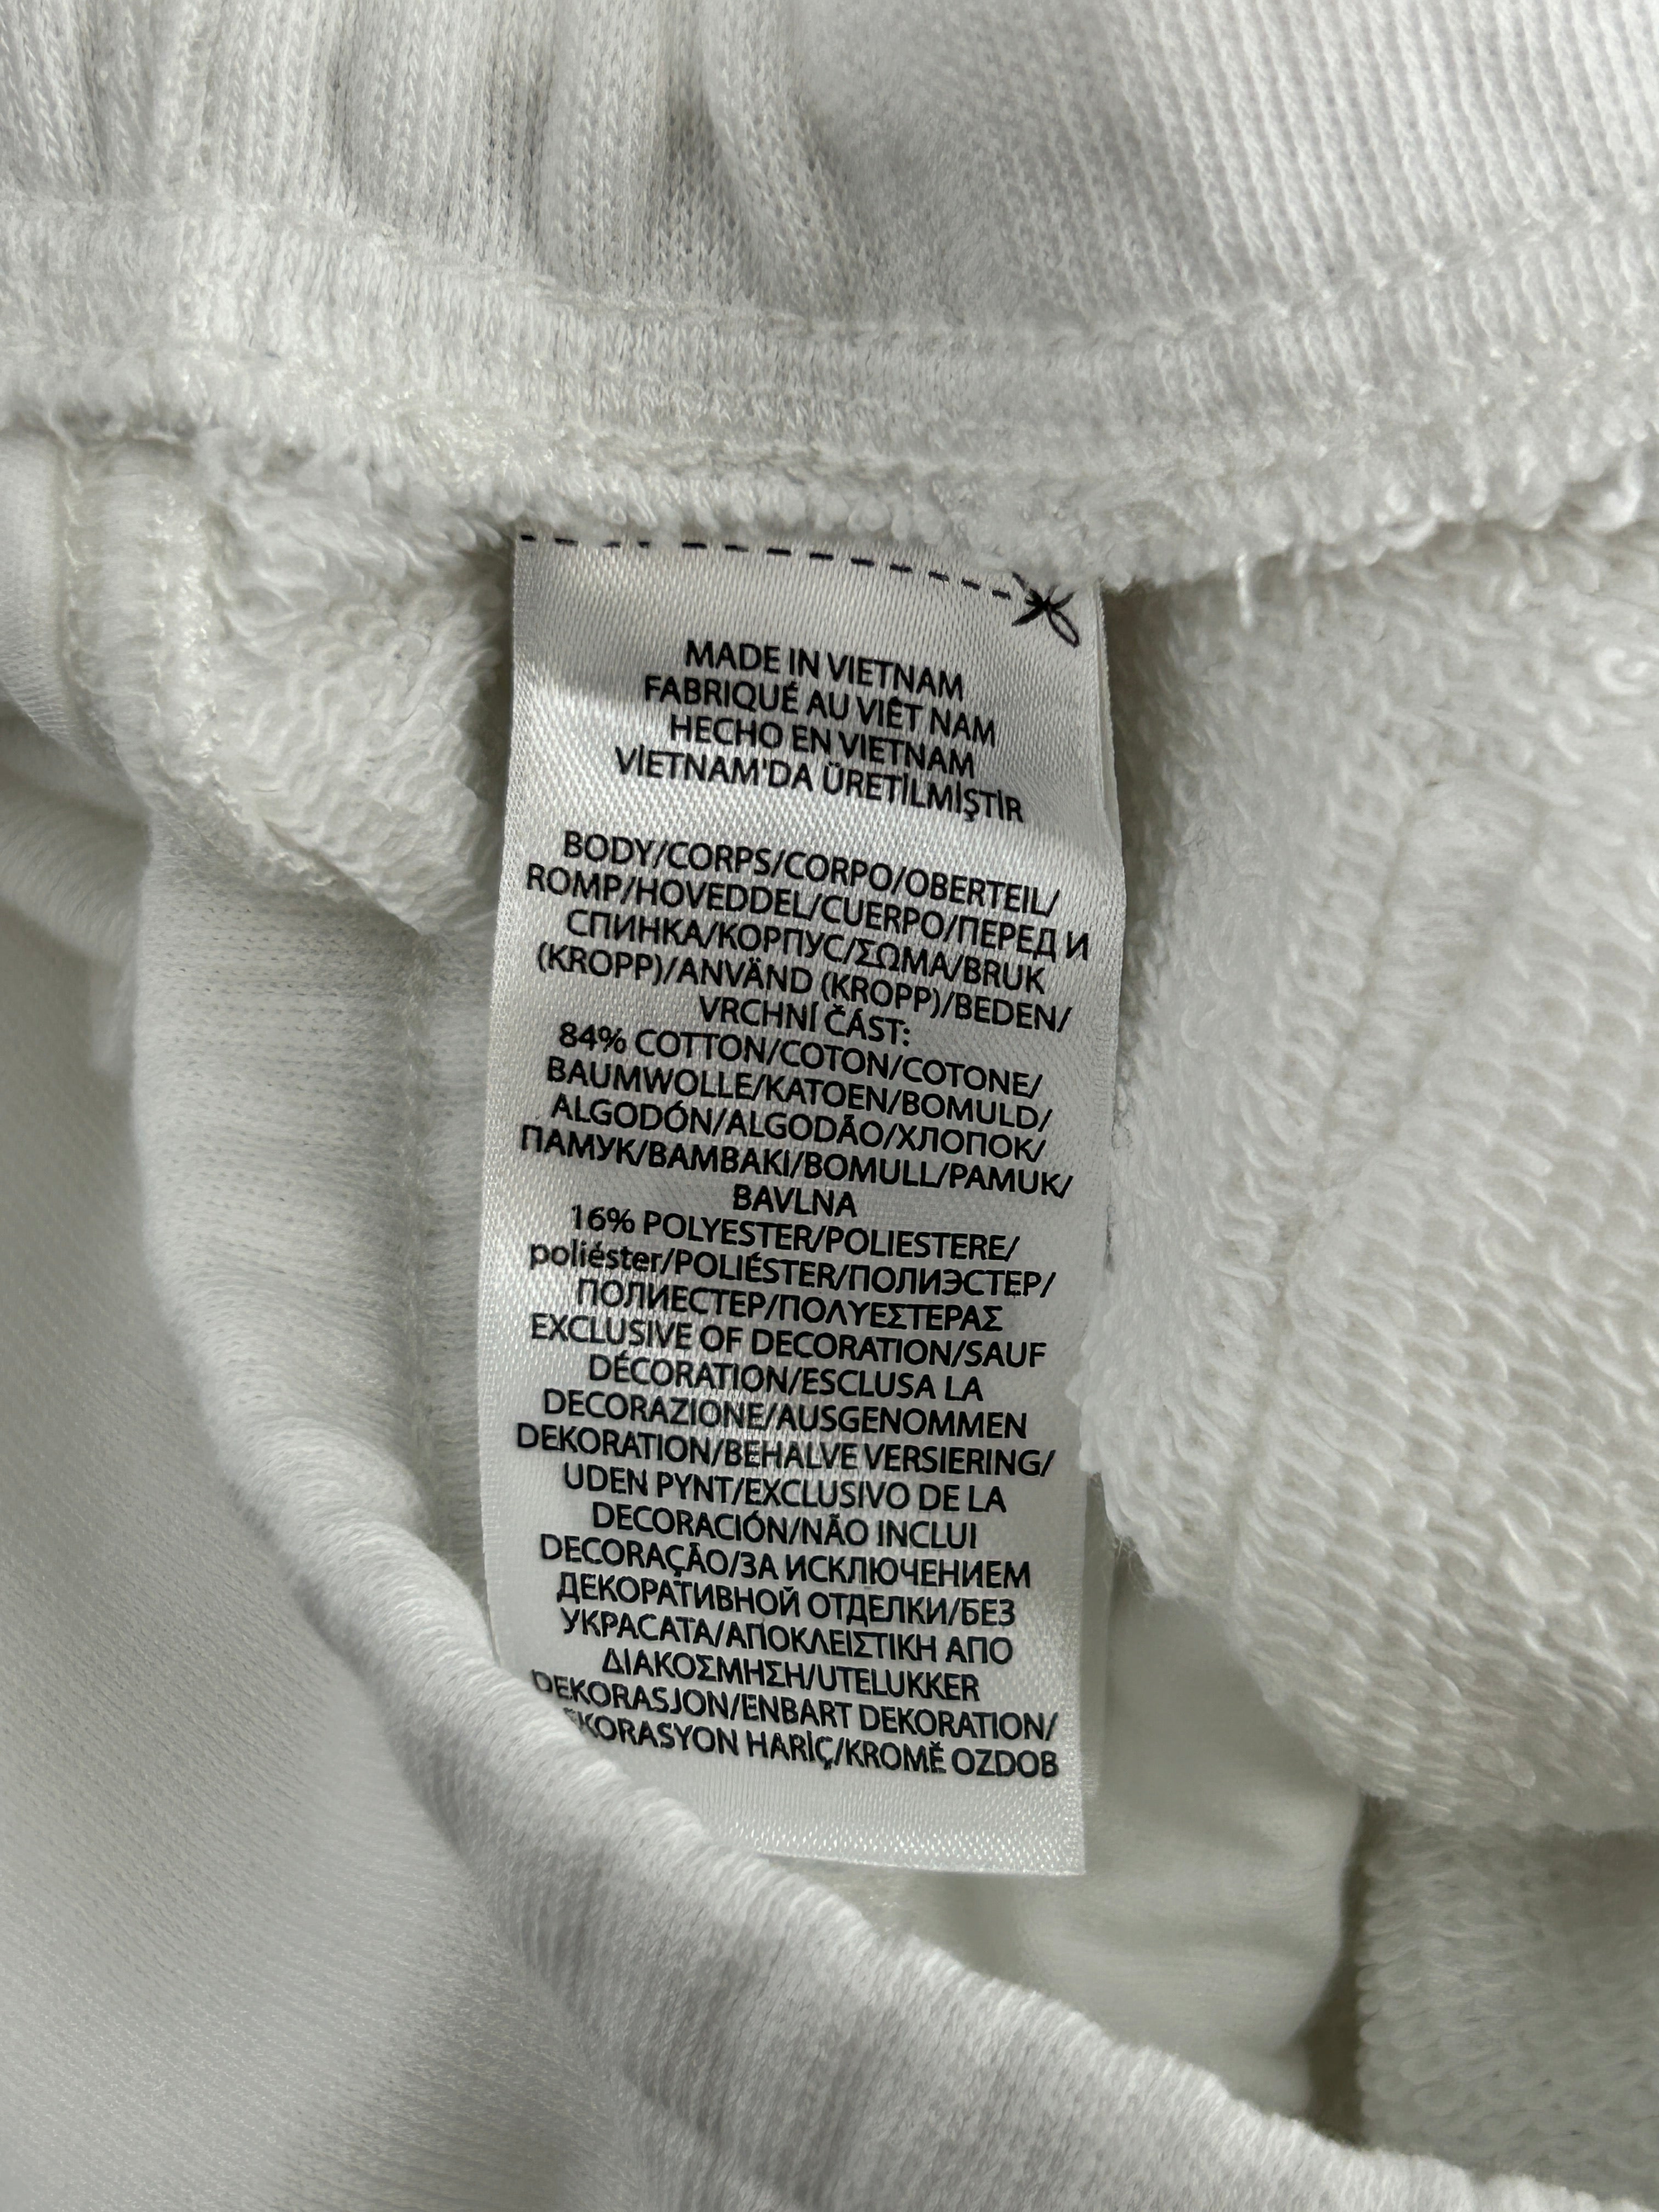 MADE IN VIETNAM
FABRIQUÉ AU VIÊT NAM
HECHO EN VIETNAM
VİETNAM'DA ÜRETİLMİŞTİR
BODY/CORPS/CORPO/OBERTEIL/
ROMP/HOVEDDEL/CUERPO/ПЕРЕД И
СПИНКА/КОРПУС/ΣΩΜΑ/BRUK
(KROPP)/ANVÄND (KROPP)/BEDEN/
VRCHNÍ ČÁST:
84% COTTON/COTON/COTONE/
BAUMWOLLE/KATOEN/BOMULD/
ALGODÓN/ALGODÃO/ХЛОПОК/
ПАМУК/BAMBAKI/BOMULL/PAMUK/
BAVLNA
16% POLYESTER/POLIESTERE/
poliéster/POLIÉSTER/ПОЛИЭСТЕР/
ПОЛИЕСТЕР/ΠΟΛΥΕΣΤΕΡΑΣ
EXCLUSIVE OF DECORATION/SAUF
DÉCORATION/ESCLUSA LA
DECORAZIONE/AUSGENOMMEN
DEKORATION/BEHALVE VERSIERING/
UDEN PYNT/EXCLUSIVO DE LA
DECORACIÓN/NÃO INCLUI
DECORAÇÃO/ЗА ИСКЛЮЧЕНИЕМ
ДЕКОРАТИВНОЙ ОТДЕЛКИ/БЕЗ
УКРАСАТА/ΑΠΟΚΛΕΙΣΤΙΚΗ ΑΠΟ
ΔΙΑΚΟΣΜΗΣΗ/UTELUKKER
DEKORASJON/ENBART DEKORATION/
EKORASYON HARİÇ/KROMĚ OZDOB